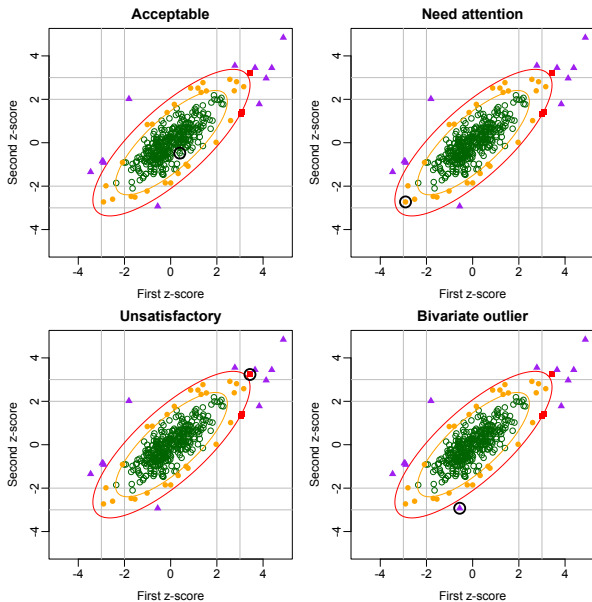 Acceptable
Need attention
4
2
0
-2
-4
Second z-score
4
2
0
-2
-4
Second z-score
-4 -2 0 2 4
-4 -2 0 2 4
First z-score
First z-score
Unsatisfactory
Bivariate outlier
4
2
0
-2
-4
Second z-score
4
2
0
-2
-4
Second z-score
-4 -2 0 2 4
-4 -2 0 2 4
First z-score
First z-score